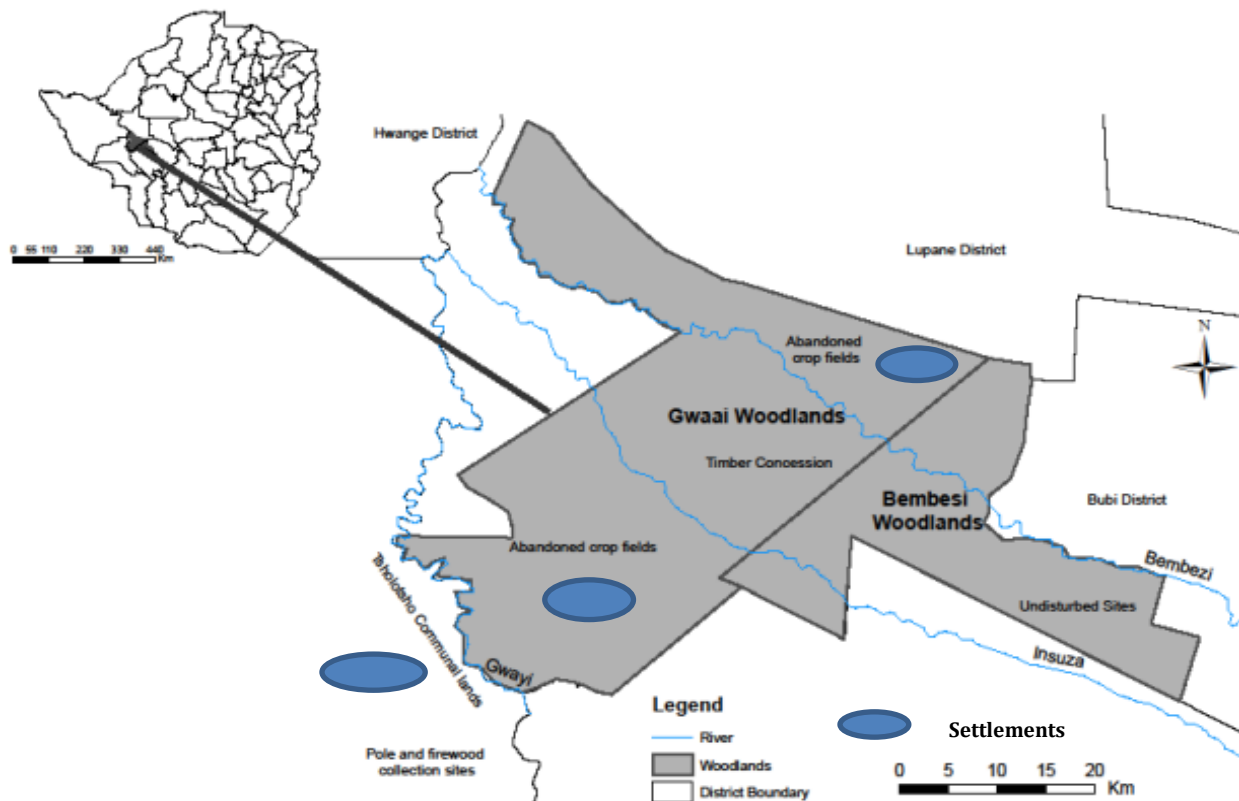 Hwange District
0 55 110 220 330 440
Km
Lupane District
N
Abandoned
crop fields
Gwaai Woodlands
Timber Concession
Bembesi
Woodlands
Bubi District
Abandoned crop fields
Bembezi
Undisturbed Sites
Tsholotsho Communal lands
Insuza
Gwayi
Legend
River
Woodlands
District Boundary
Settlements
Pole and firewood
collection sites
0 5 10 15 20
Km